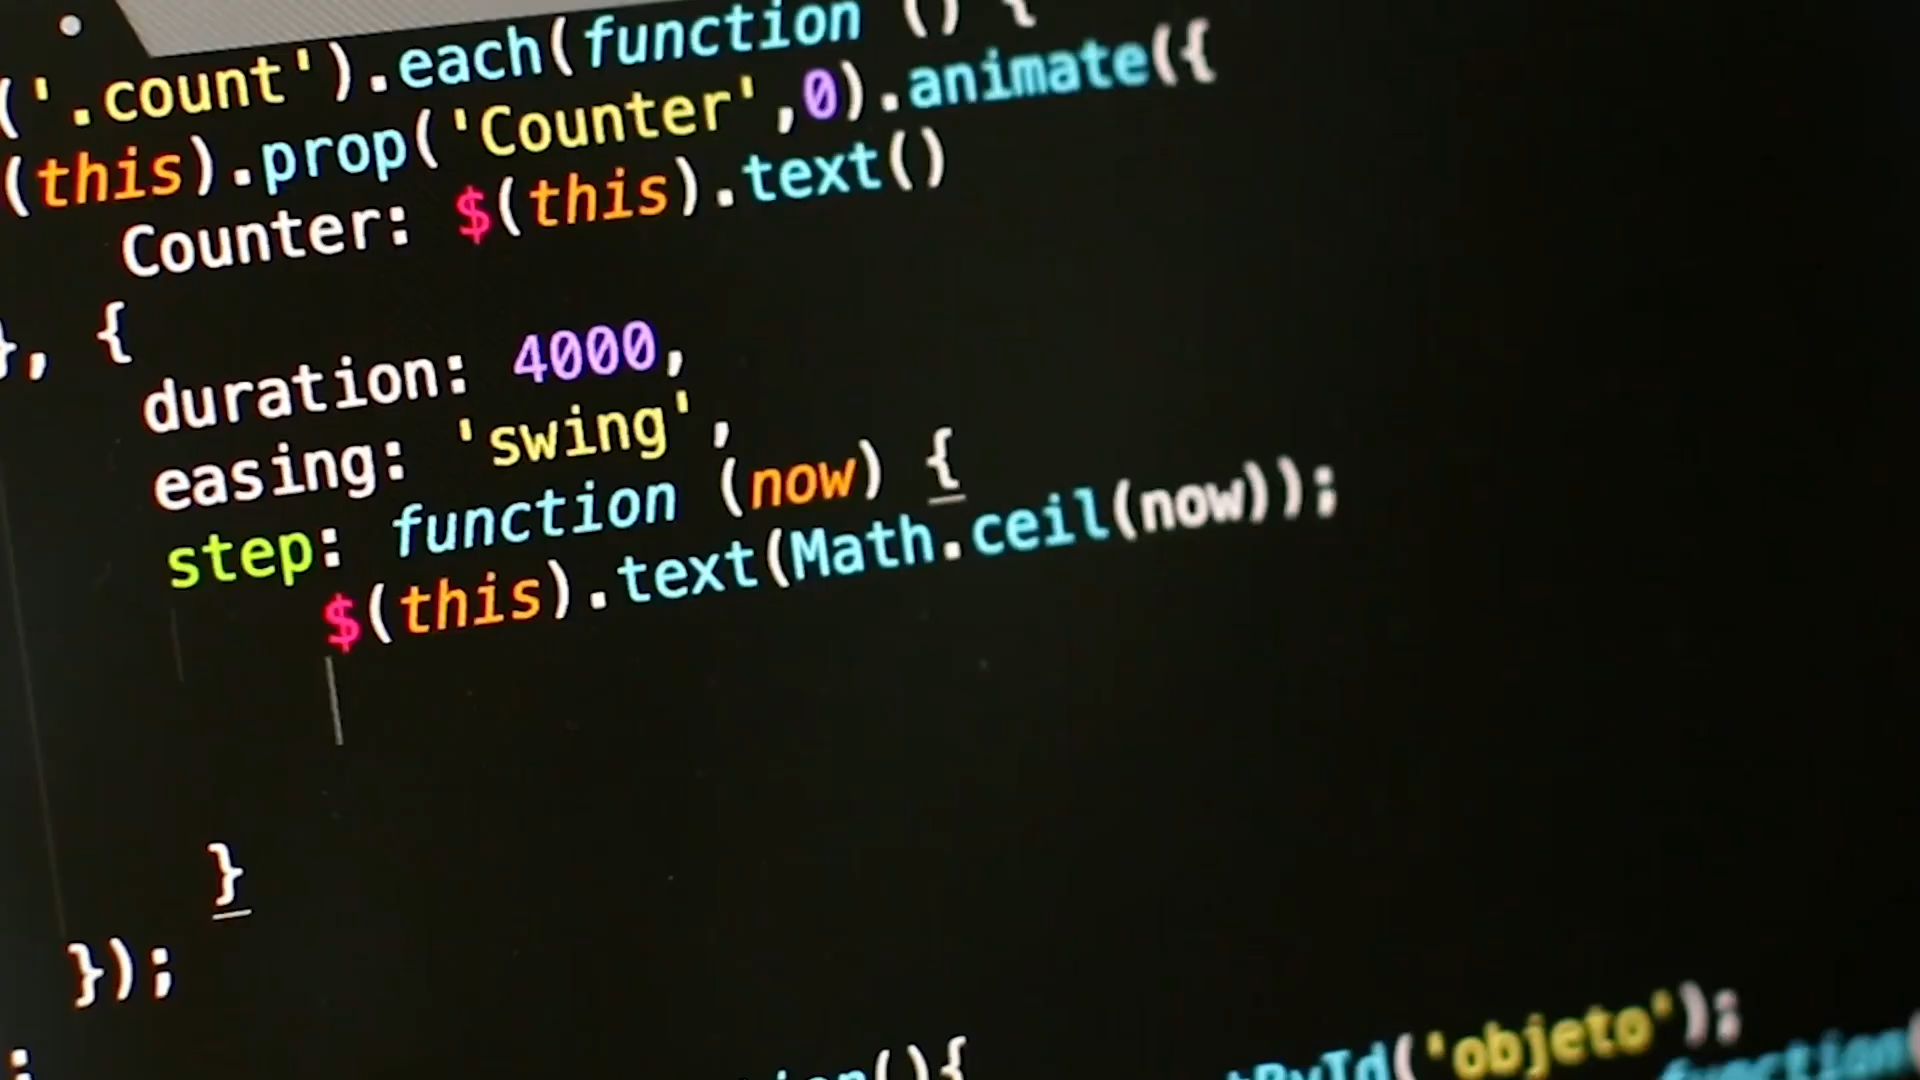 ('.count').each(function () {
(this).prop('Counter',0).animate({
Counter: $(this).text()
}, {
duration: 4000,
easing: 'swing',
step: function (now) {
$(this).text(Math.ceil(now));
}
});
('objeto');
function(